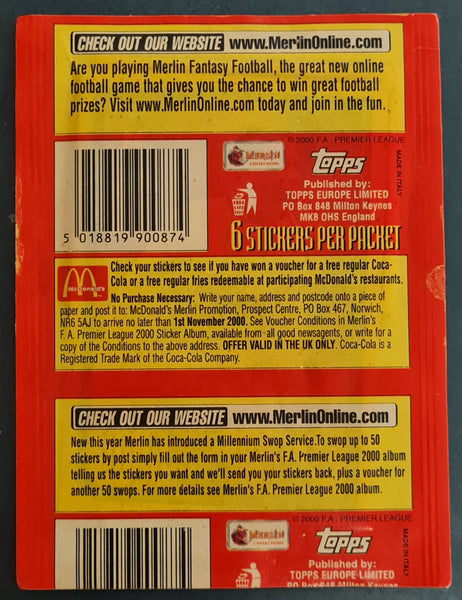 CHECK OUT OUR WEBSITE www.MerlinOnline.com
Are you playing Merlin Fantasy Football, the great new online
football game that gives you the chance to win great football
prizes? Visit www.MerlinOnline.com today and join in the fun.
© 2000 F.A. PREMIER LEAGUE
MERLIN
COLLECTIONS
Topps
MADE IN ITALY
Published by:
TOPPS EUROPE LIMITED
PO Box 848 Milton Keynes
MK8 OHS England
5 018819 900874
6 STICKERS PER PACKET
McDonald's
Check your stickers to see if you have won a voucher for a free regular Coca-
Cola or a free regular fries redeemable at participating McDonald's restaurants.
No Purchase Necessary: Write your name, address and postcode onto a piece of
paper and post it to: McDonald's Merlin Promotion, Prospect Centre, PO Box 467, Norwich,
NR6 5AJ to arrive no later than 1st November 2000. See Voucher Conditions in Merlin's
F. A. Premier League 2000 Sticker Album, available from all good newsagents, or write for a
copy of the Conditions to the above address. OFFER VALID IN THE UK ONLY. Coca-Cola is a
Registered Trade Mark of the Coca-Cola Company.
CHECK OUT OUR WEBSITE www.MerlinOnline.com
New this year Merlin has introduced a Millennium Swop Service.To swop up to 50
stickers by post simply fill out the form in your Merlin's F.A. Premier League 2000 album
telling us the stickers you want and we'll send you your stickers back, plus a voucher for
another 50 swops. For more details see Merlin's F.A. Premier League 2000 album.
© 2000 F.A. PREMIER LEAGUE
MERLIN
COLLECTIONS
Topps
MADE IN ITALY
Published by:
TOPPS EUROPE LIMITED
PO Box 848 Milton Keynes